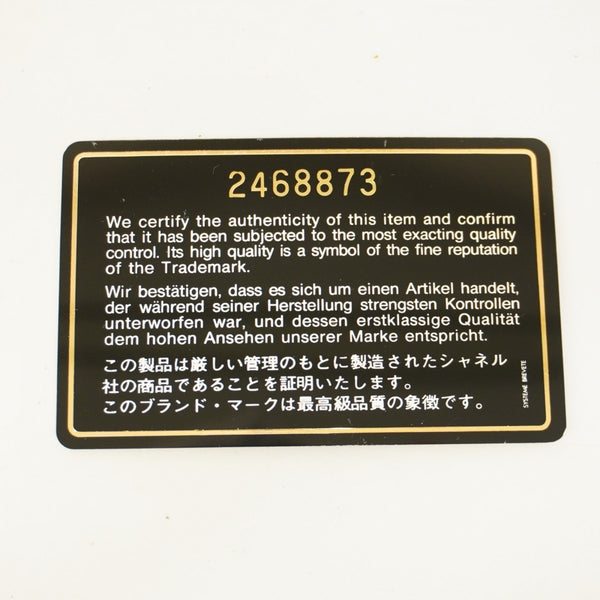 2468873
We certify the authenticity of this item and confirm
that it has been subjected to the most exacting quality
control. Its high quality is a symbol of the fine reputation
of the Trademark.
Wir bestätigen, dass es sich um einen Artikel handelt,
der während seiner Herstellung strengsten Kontrollen
unterworfen war, und dessen erstklassige Qualität
dem hohen Ansehen unserer Marke entspricht.
この製品は厳しい管理のもとに製造されたシャネル
社の商品であることを証明いたします。
このブランド・マークは最高級品質の象徴です。
SYSTEME BREVETE